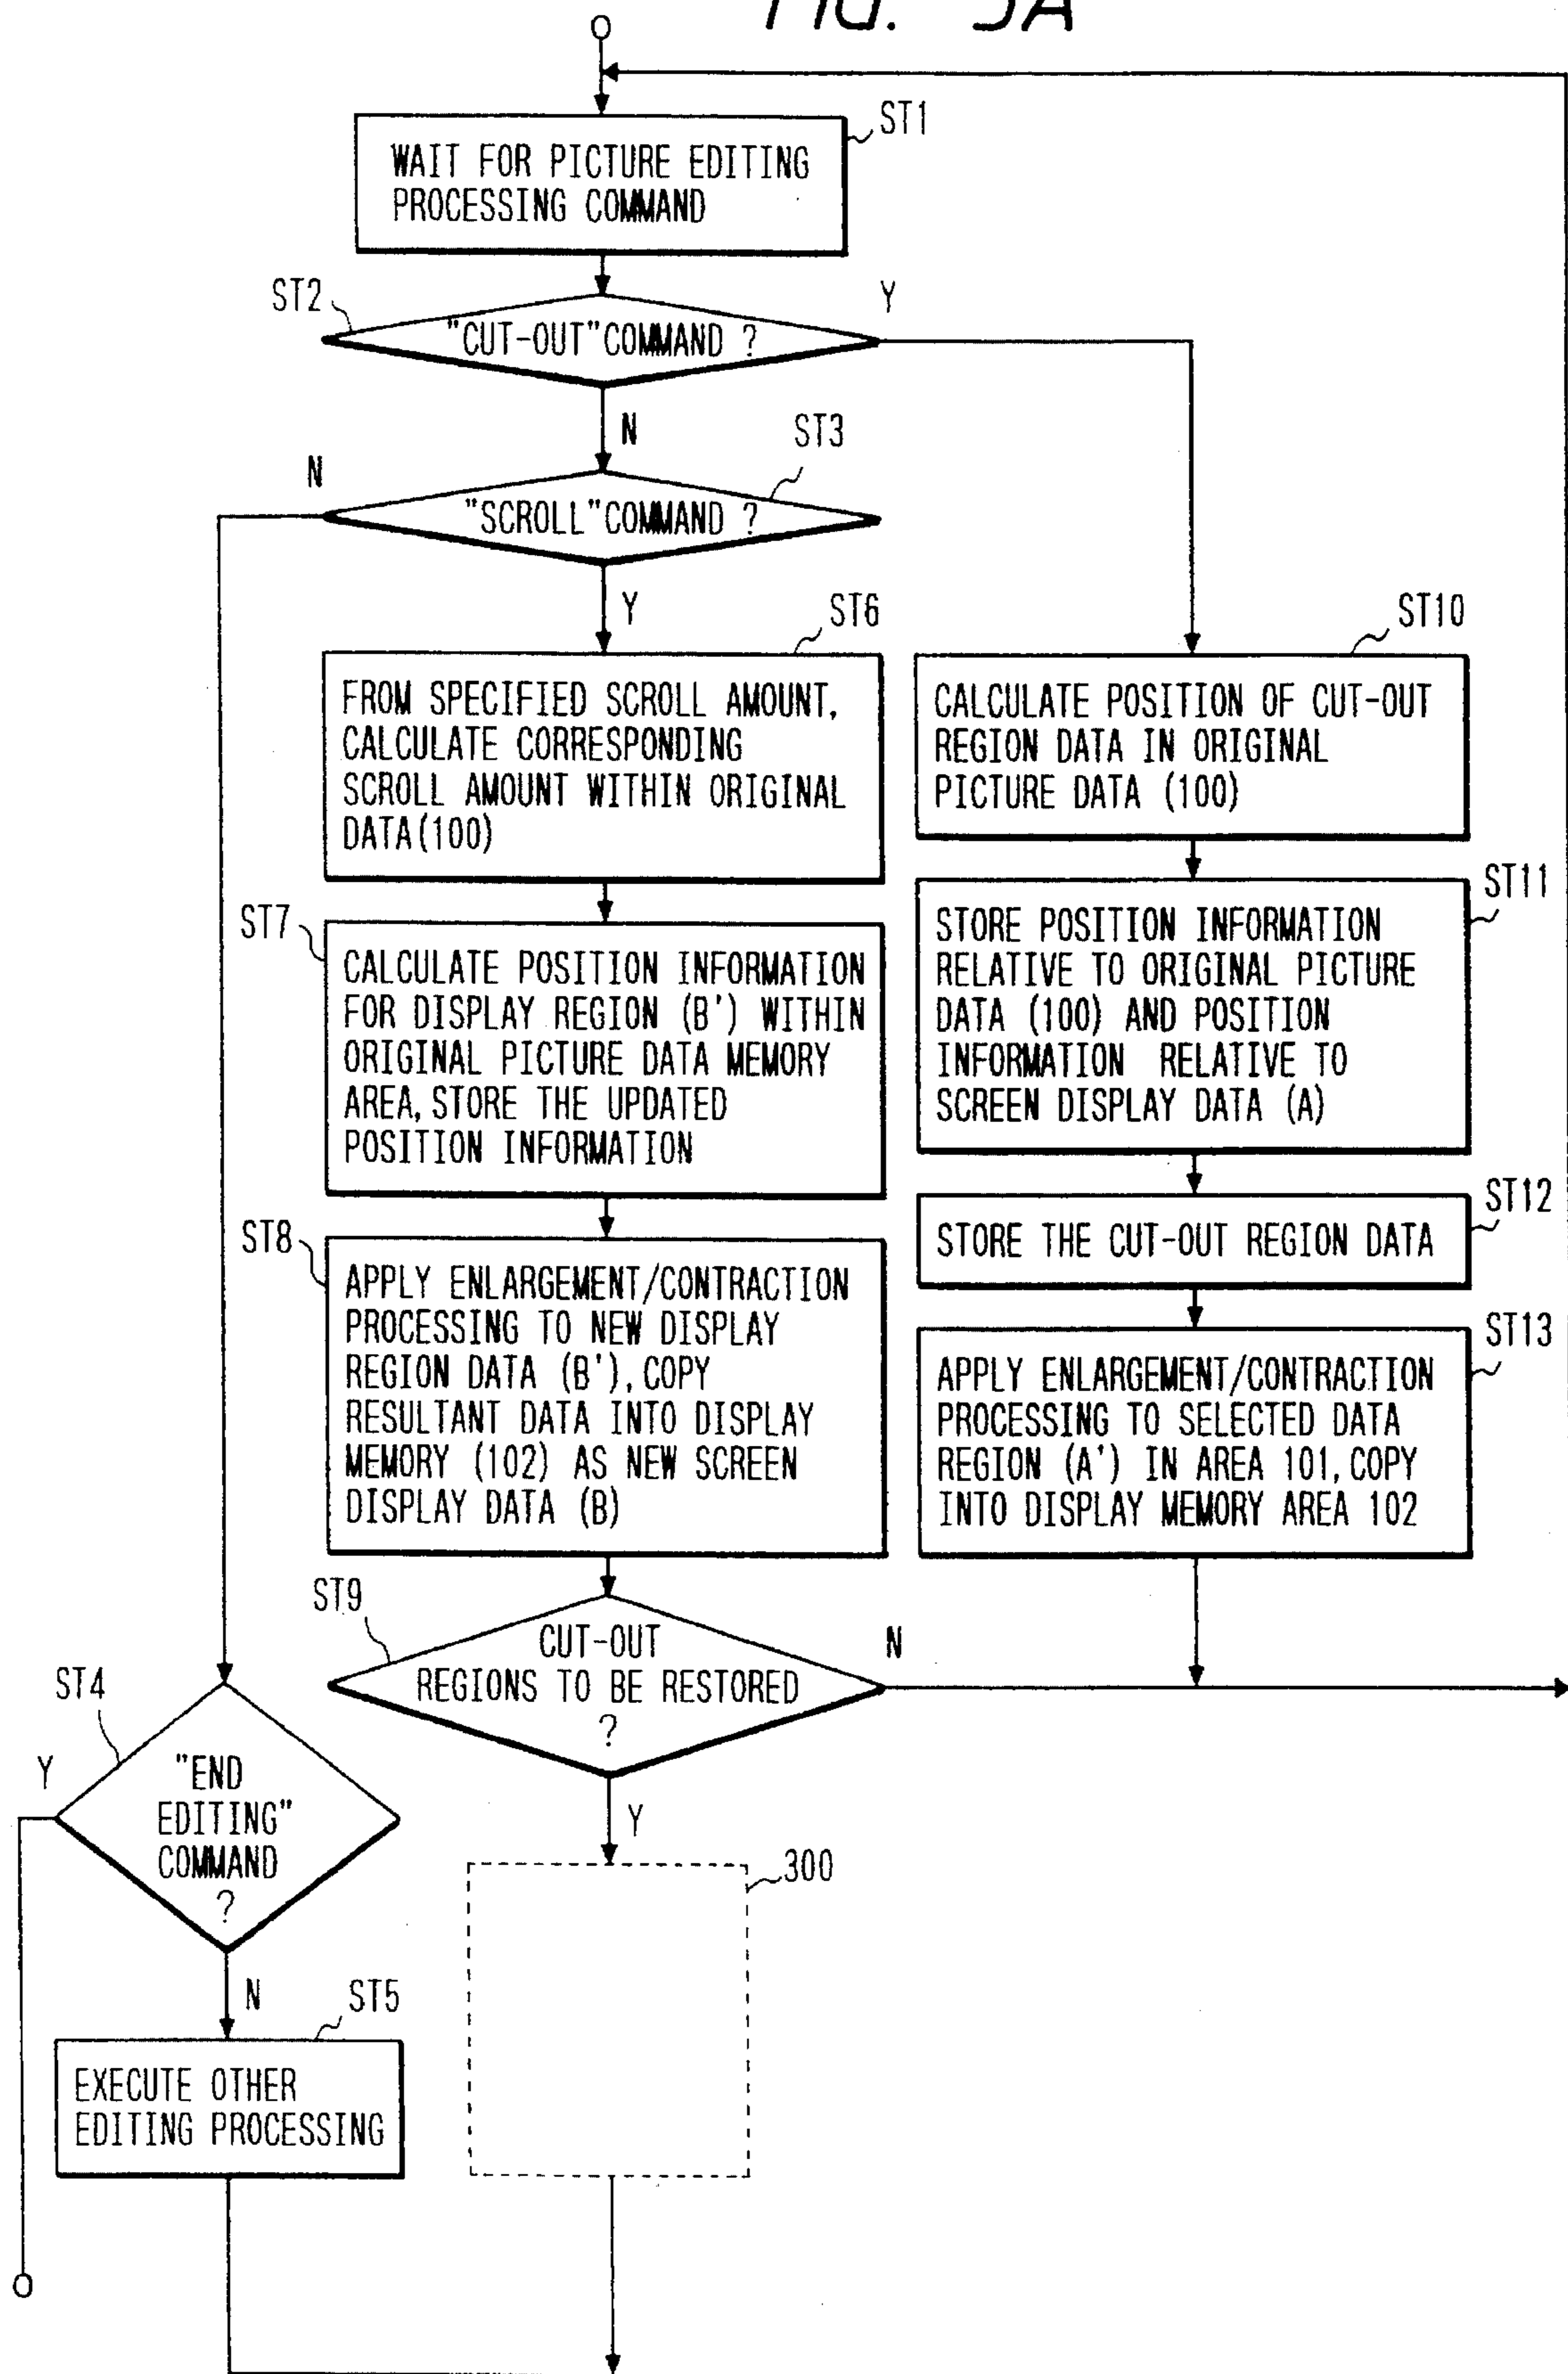 FIG. 5A
ST1
WAIT FOR PICTURE EDITING
PROCESSING COMMAND
ST2
Y
"CUT-OUT"COMMAND ?
N
ST3
N
"SCROLL"COMMAND ?
Y
ST6
FROM SPECIFIED SCROLL AMOUNT,
CALCULATE CORRESPONDING
SCROLL AMOUNT WITHIN ORIGINAL
DATA(100)
ST10
CALCULATE POSITION OF CUT-OUT
REGION DATA IN ORIGINAL
PICTURE DATA (100)
ST7
CALCULATE POSITION INFORMATION
FOR DISPLAY REGION (B') WITHIN
ORIGINAL PICTURE DATA MEMORY
AREA, STORE THE UPDATED
POSITION INFORMATION
ST11
STORE POSITION INFORMATION
RELATIVE TO ORIGINAL PICTURE
DATA (100) AND POSITION
INFORMATION RELATIVE TO
SCREEN DISPLAY DATA (A)
ST12
STORE THE CUT-OUT REGION DATA
ST8
APPLY ENLARGEMENT/CONTRACTION
PROCESSING TO NEW DISPLAY
REGION DATA (B'), COPY
RESULTANT DATA INTO DISPLAY
MEMORY (102) AS NEW SCREEN
DISPLAY DATA (B)
ST13
APPLY ENLARGEMENT/CONTRACTION
PROCESSING TO SELECTED DATA
REGION (A') IN AREA 101, COPY
INTO DISPLAY MEMORY AREA 102
ST9
CUT-OUT
REGIONS TO BE RESTORED
?
N
Y
ST4
Y
"END
EDITING"
COMMAND
?
N
300
ST5
EXECUTE OTHER
EDITING PROCESSING